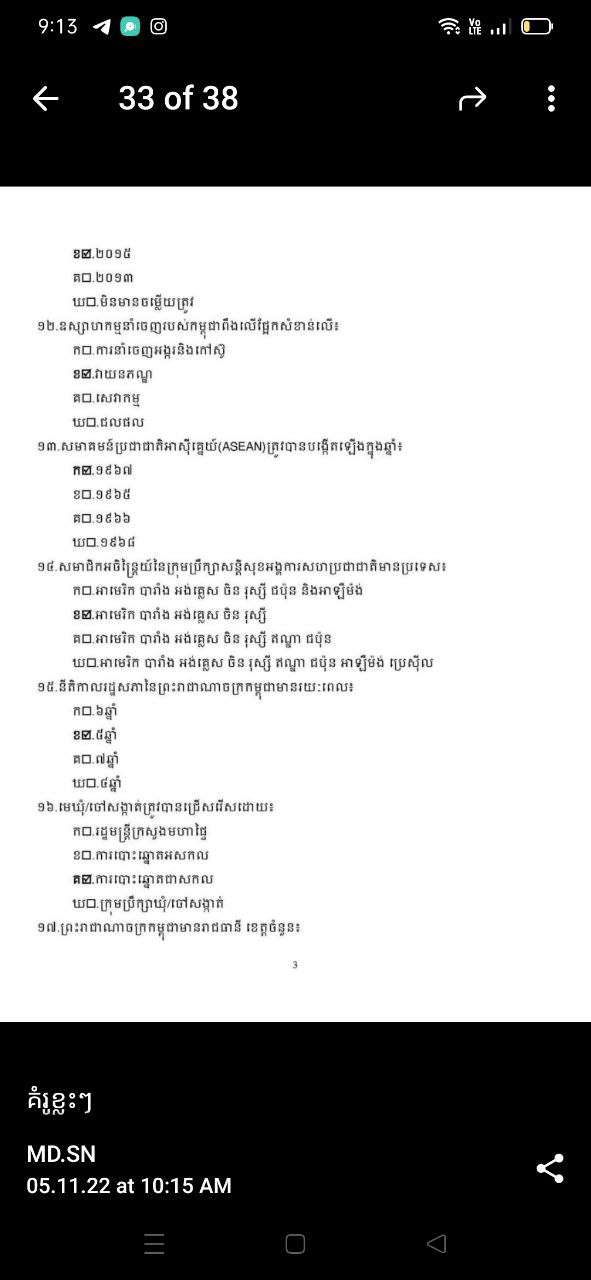 9:13
Vo LTE
33 of 38
ខ☑.២០១៥
គ☐.២០១៣
ឃ☐.មិនមានចម្លើយត្រូវ
១២.ឧស្សាហកម្មនាំចេញរបស់កម្ពុជាពឹងលើផ្អែកសំខាន់លើ៖
ក☐.ការនាំចេញអង្ករនិងកៅស៊ូ
ខ☑.វាយនភណ្ឌ
គ☐.សេវាកម្ម
ឃ☐.ជលផល
១៣.សមាគមន៍ប្រជាជាតិអាស៊ីគ្នេយ៍(ASEAN)ត្រូវបានបង្កើតឡើងក្នុងឆ្នាំ៖
ក☑.១៩៦៧
ខ☐.១៩៦៥
គ☐.១៩៦៦
ឃ☐.១៩៦៨
១៤.សមាជិកអចិន្ត្រៃយ៍នៃក្រុមប្រឹក្សាសន្តិសុខអង្គការសហប្រជាជាតិមានប្រទេស៖
ក☐.អាមេរិក បារាំង អង់គ្លេស ចិន រុស្សី ជប៉ុន និងអាឡឺម៉ង់
ខ☑.អាមេរិក បារាំង អង់គ្លេស ចិន រុស្សី
គ☐.អាមេរិក បារាំង អង់គ្លេស ចិន រុស្សី ឥណ្ឌា ជប៉ុន
ឃ☐.អាមេរិក បារាំង អង់គ្លេស ចិន រុស្សី ឥណ្ឌា ជប៉ុន អាឡឺម៉ង់ ប្រេស៊ីល
១៥.នីតិកាលរដ្ឋសភានៃព្រះរាជាណាចក្រកម្ពុជាមានរយៈពេល៖
ក☐.៦ឆ្នាំ
ខ☑.៥ឆ្នាំ
គ☐.៧ឆ្នាំ
ឃ☐.៤ឆ្នាំ
១៦.មេឃុំ/ចៅសង្កាត់ត្រូវបានជ្រើសរើសដោយ៖
ក☐.រដ្ឋមន្ត្រីក្រសួងមហាផ្ទៃ
ខ☐.ការបោះឆ្នោតអសកល
គ☑.ការបោះឆ្នោតជាសកល
ឃ☐.ក្រុមប្រឹក្សាឃុំ/ចៅសង្កាត់
១៧.ព្រះរាជាណាចក្រកម្ពុជាមានរាជធានី ខេត្តចំនួន៖
3
គំរូខ្លះៗ
MD.SN
05.11.22 at 10:15 AM